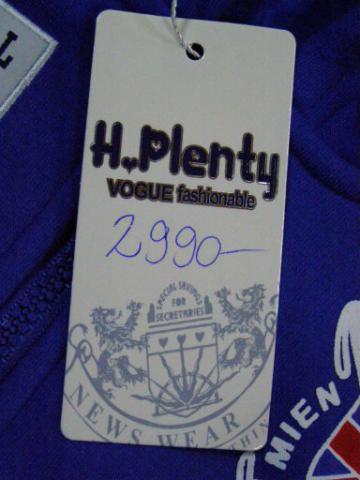 L
H.Plenty
VOGUE fashionable
2990-
SPECIAL SAVINGS
FOR
SECRETARIES
NEWS WEAR
MIEN